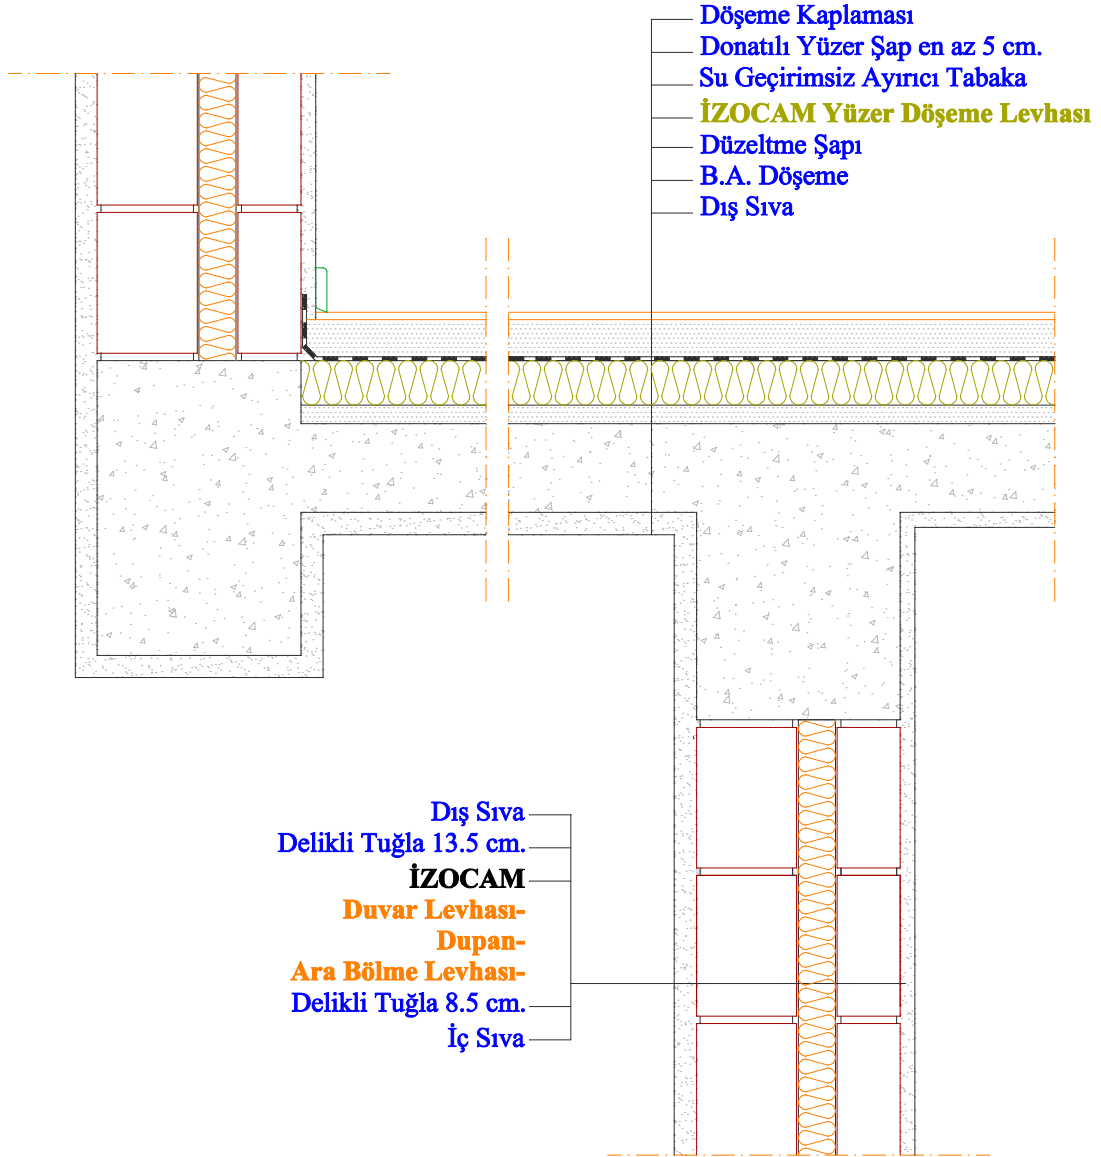 Döşeme Kaplaması
Donatılı Yüzer Şap en az 5 cm.
Su Geçirimsiz Ayırıcı Tabaka
İZOCAM Yüzer Döşeme Levhası
Düzeltme Şapı
B.A. Döşeme
Dış Sıva
Dış Sıva
Delikli Tuğla 13.5 cm.
İZOCAM
Duvar Levhası-
Dupan-
Ara Bölme Levhası-
Delikli Tuğla 8.5 cm.
İç Sıva